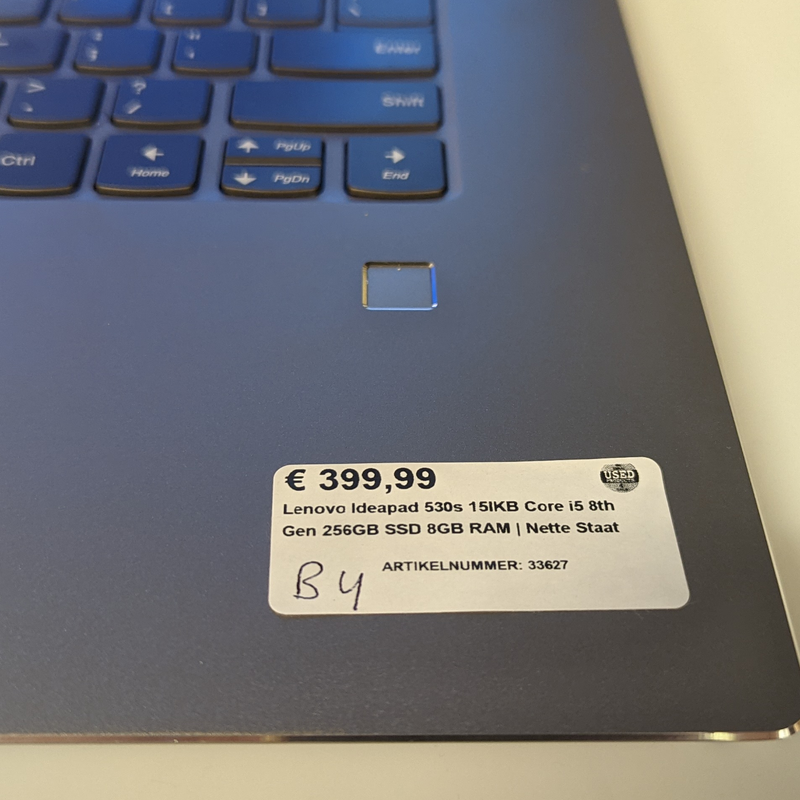 Enter
Shift
Ctrl
Home
PgUp
PgDn
End
€ 399,99
USED
PRODUCTS
Lenovo Ideapad 530s 15IKB Core i5 8th
Gen 256GB SSD 8GB RAM | Nette Staat
ARTIKELNUMMER: 33627
B4